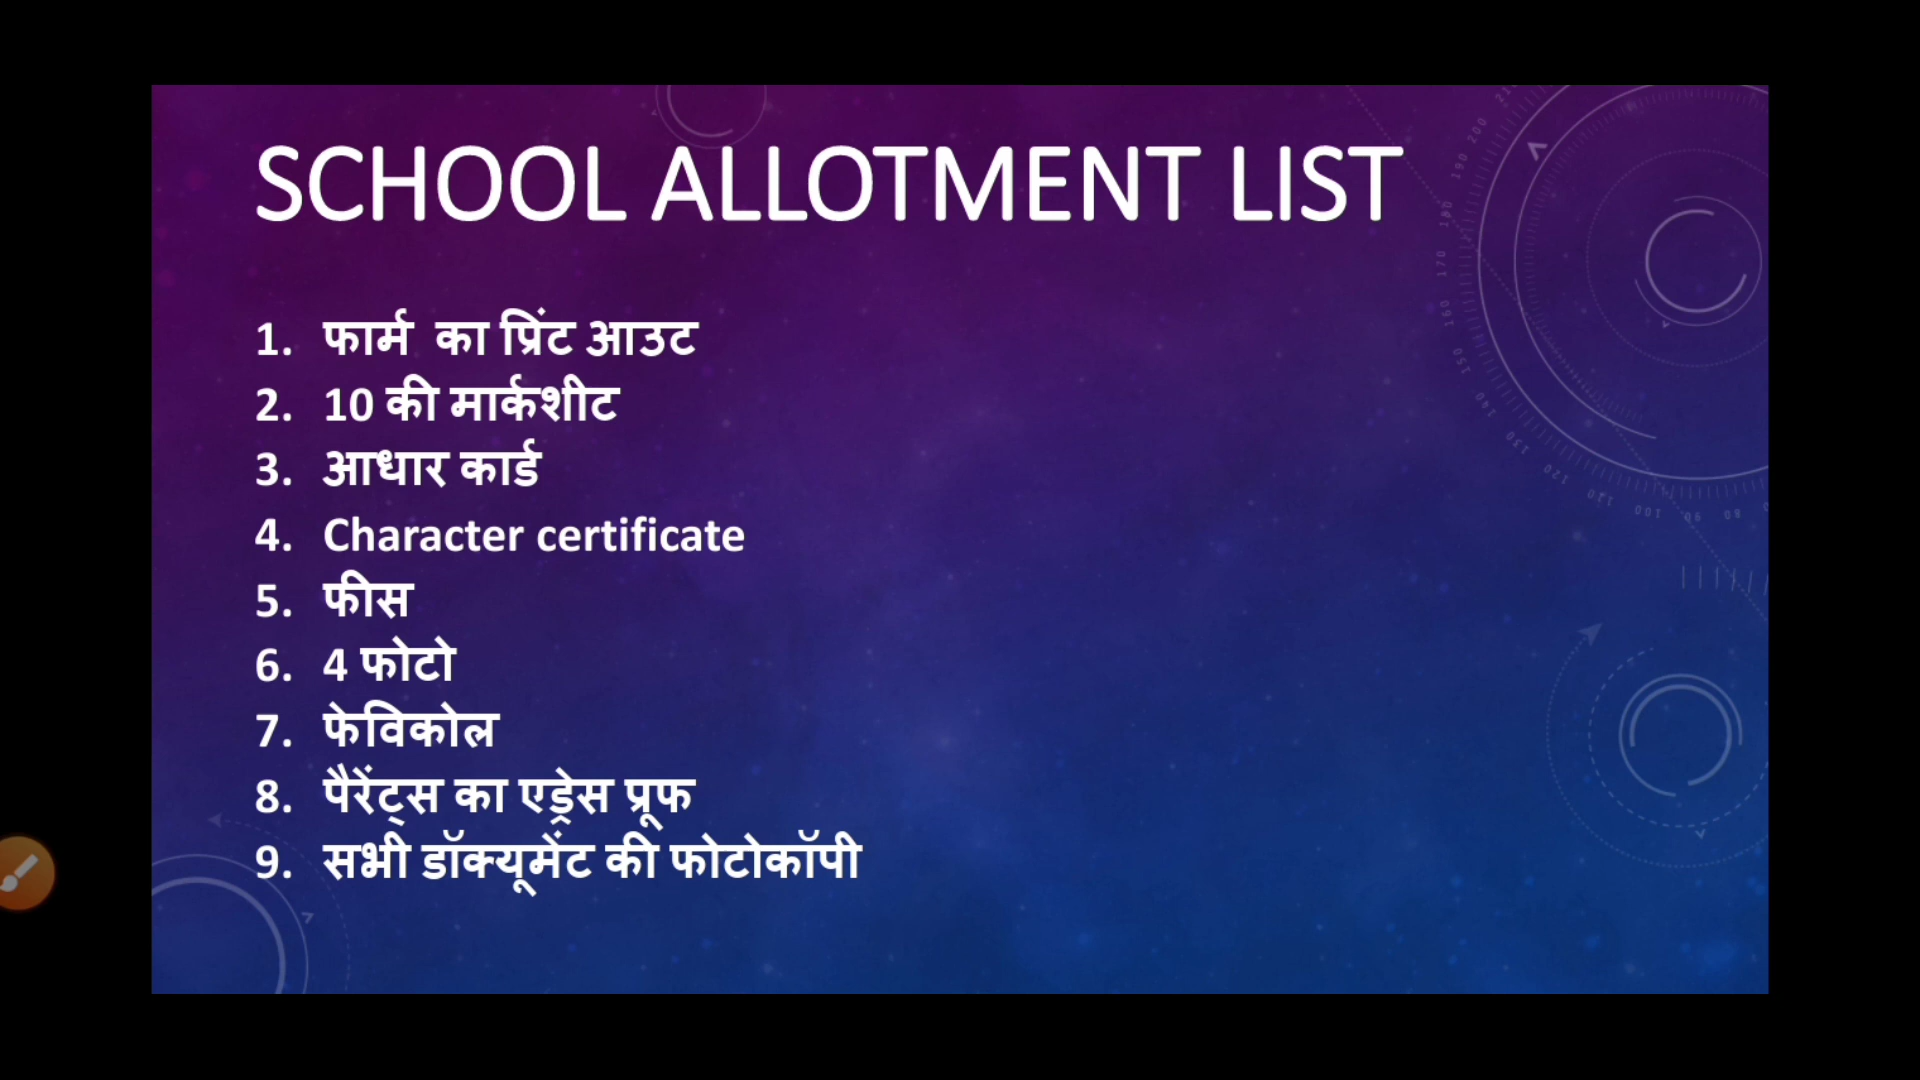 SCHOOL ALLOTMENT LIST
1. फार्म का प्रिंट आउट
2. 10 की मार्कशीट
3. आधार कार्ड
4. Character certificate
5. फीस
6. 4 फोटो
7. फेविकोल
8. पैरेंट्स का एड्रेस प्रूफ
9. सभी डॉक्यूमेंट की फोटोकॉपी